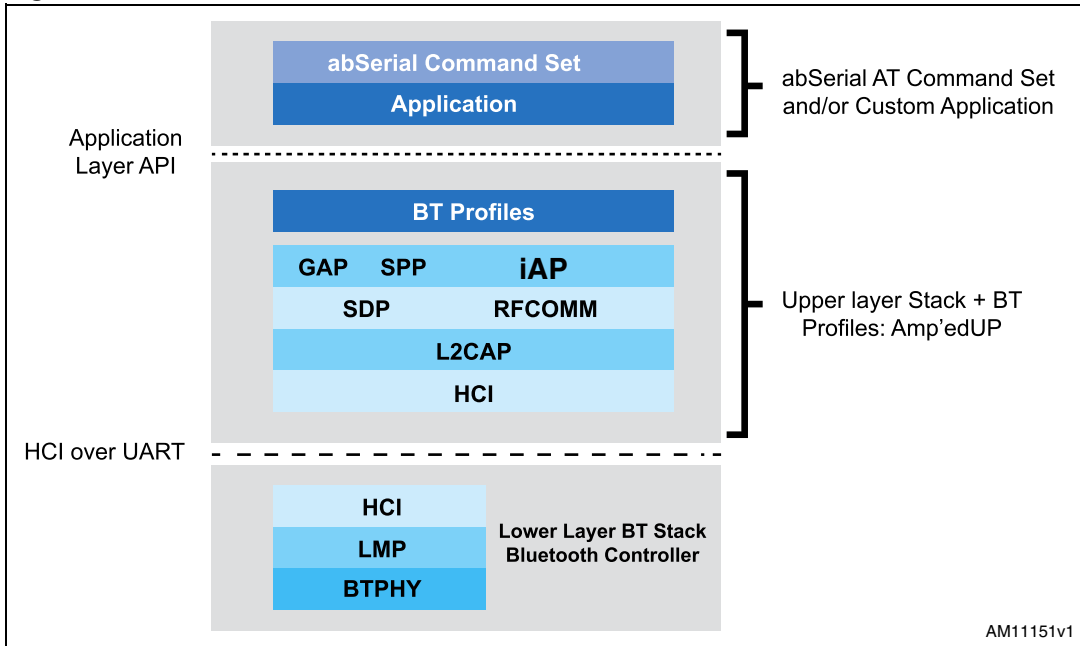 abSerial Command Set
Application
abSerial AT Command Set
and/or Custom Application
Application
Layer API
BT Profiles
GAP SPP iAP
SDP RFCOMM
L2CAP
HCI
Upper layer Stack + BT
Profiles: Amp’edUP
HCI over UART
HCI
LMP
BTPHY
Lower Layer BT Stack
Bluetooth Controller
AM11151v1